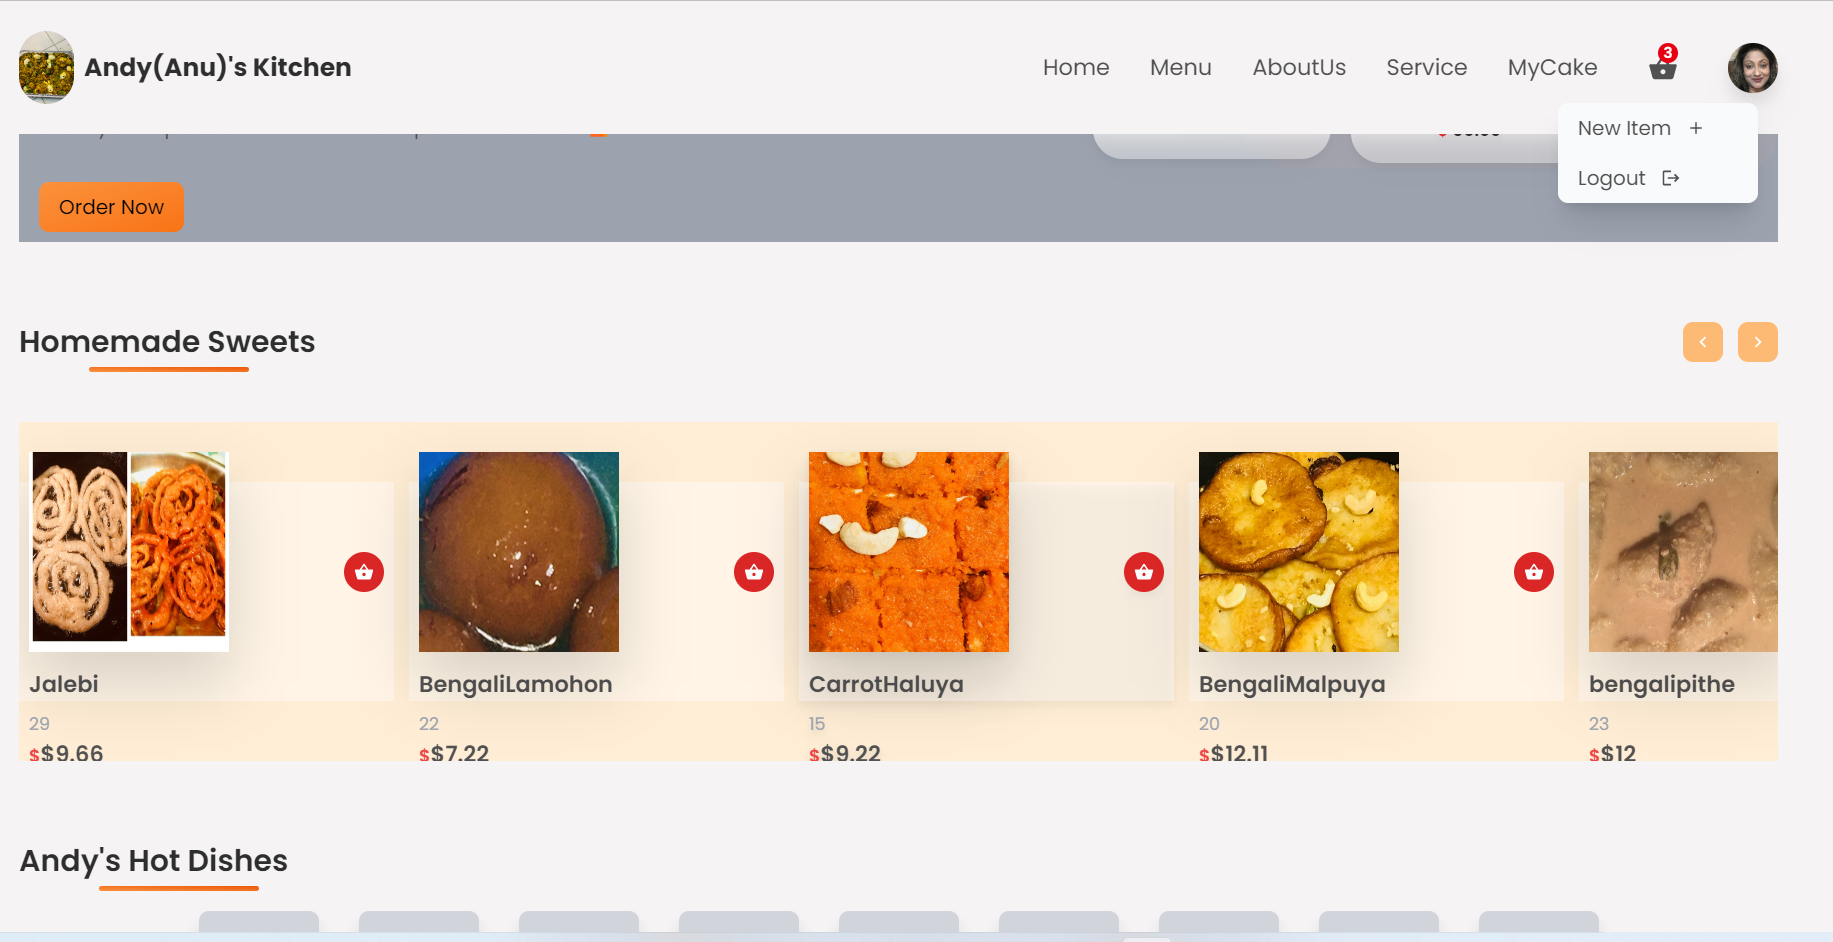 Andy(Anu)'s Kitchen
Home
Menu
AboutUs
Service
MyCake
3
New Item +
Logout
Order Now
Homemade Sweets
Jalebi
29
$$9.66
BengaliLamohon
22
$$7.22
CarrotHaluya
15
$$9.22
BengaliMalpuya
20
$$12.11
bengalipithe
23
$$12
Andy's Hot Dishes